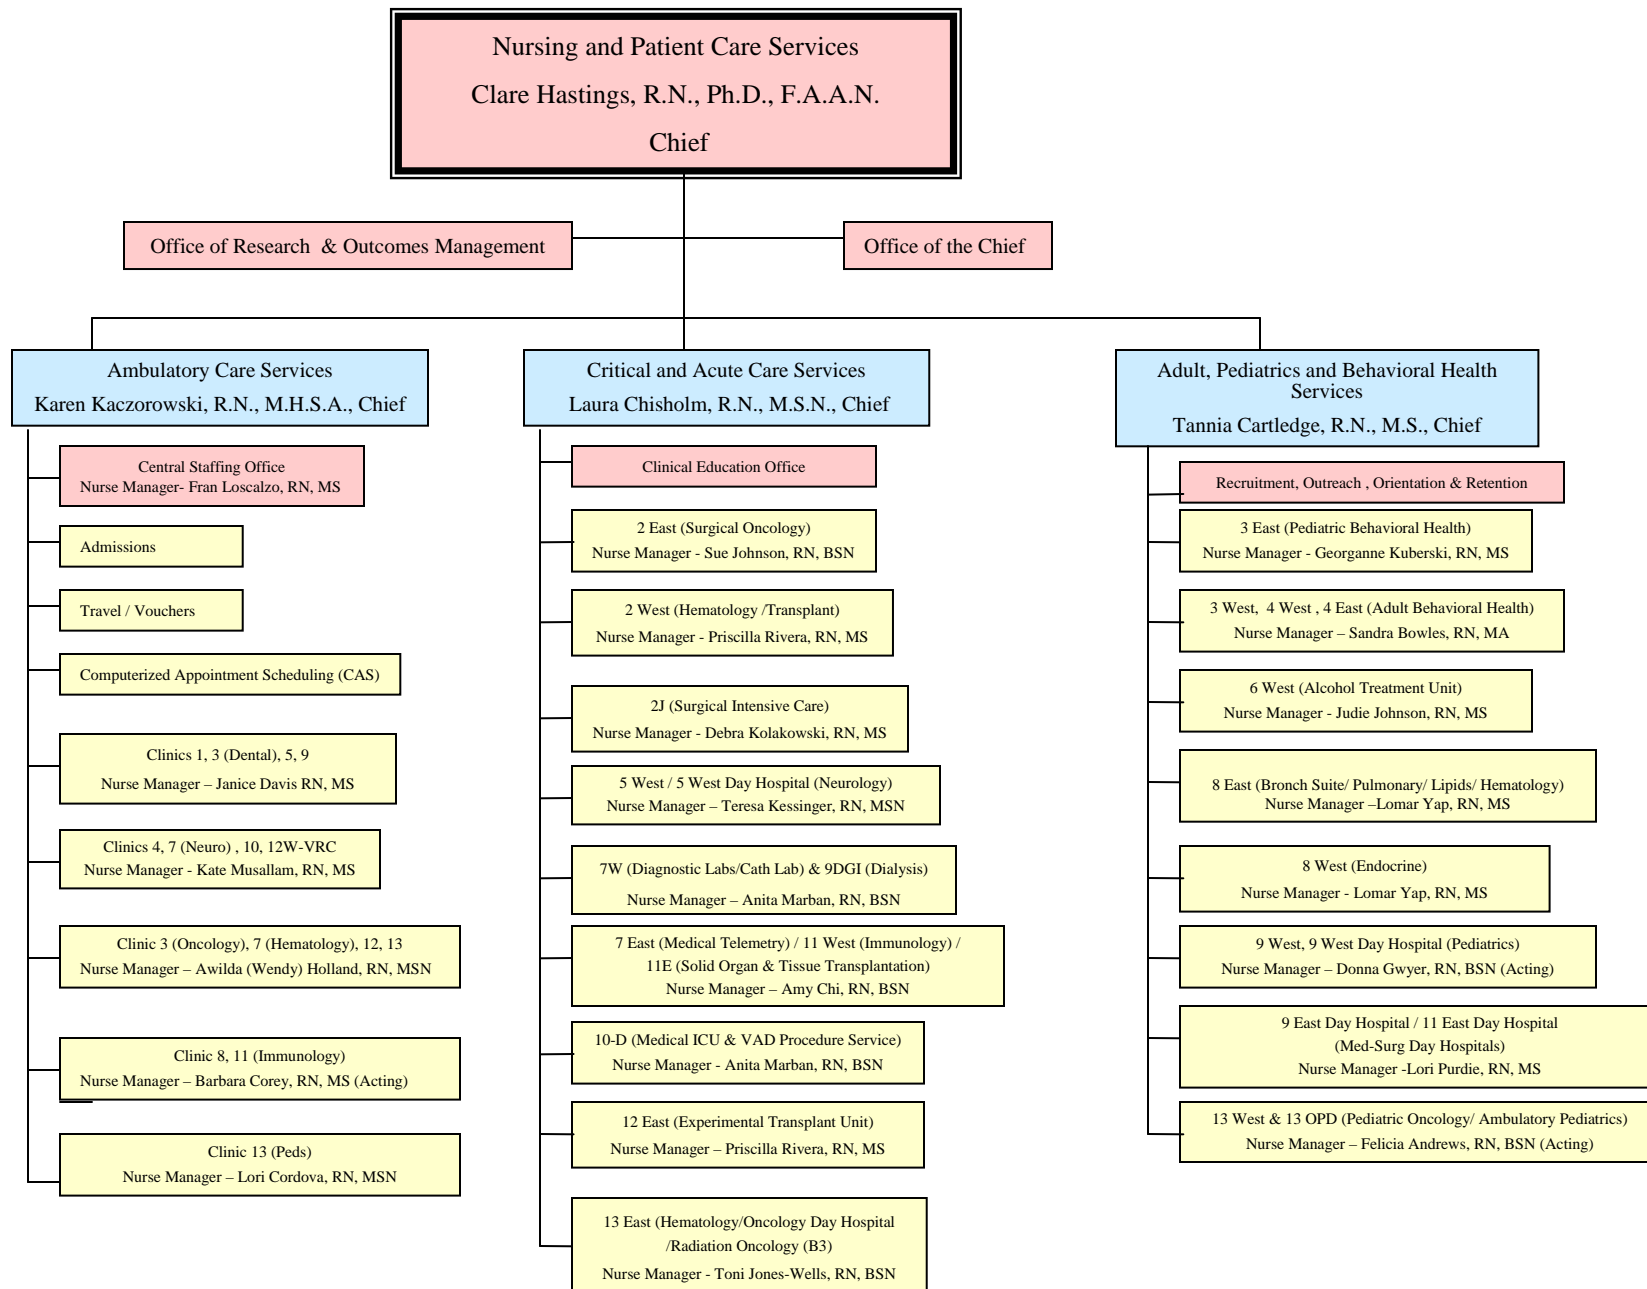 Nursing and Patient Care Services
Clare Hastings, R.N., Ph.D., F.A.A.N.
Chief
Office of Research & Outcomes Management
Office of the Chief
Ambulatory Care Services
Karen Kaczorowski, R.N., M.H.S.A., Chief
Central Staffing Office
Nurse Manager- Fran Loscalzo, RN, MS
Admissions
Travel / Vouchers
Computerized Appointment Scheduling (CAS)
Clinics 1, 3 (Dental), 5, 9
Nurse Manager – Janice Davis RN, MS
Clinics 4, 7 (Neuro) , 10, 12W-VRC
Nurse Manager - Kate Musallam, RN, MS
Clinic 3 (Oncology), 7 (Hematology), 12, 13
Nurse Manager – Awilda (Wendy) Holland, RN, MSN
Clinic 8, 11 (Immunology)
Nurse Manager – Barbara Corey, RN, MS (Acting)
Clinic 13 (Peds)
Nurse Manager – Lori Cordova, RN, MSN
Critical and Acute Care Services
Laura Chisholm, R.N., M.S.N., Chief
Clinical Education Office
2 East (Surgical Oncology)
Nurse Manager - Sue Johnson, RN, BSN
2 West (Hematology /Transplant)
Nurse Manager - Priscilla Rivera, RN, MS
2J (Surgical Intensive Care)
Nurse Manager - Debra Kolakowski, RN, MS
5 West / 5 West Day Hospital (Neurology)
Nurse Manager – Teresa Kessinger, RN, MSN
7W (Diagnostic Labs/Cath Lab) & 9DGI (Dialysis)
Nurse Manager – Anita Marban, RN, BSN
7 East (Medical Telemetry) / 11 West (Immunology) /
11E (Solid Organ & Tissue Transplantation)
Nurse Manager – Amy Chi, RN, BSN
10-D (Medical ICU & VAD Procedure Service)
Nurse Manager - Anita Marban, RN, BSN
12 East (Experimental Transplant Unit)
Nurse Manager – Priscilla Rivera, RN, MS
13 East (Hematology/Oncology Day Hospital
/Radiation Oncology (B3)
Nurse Manager - Toni Jones-Wells, RN, BSN
Adult, Pediatrics and Behavioral Health
Services
Tannia Cartledge, R.N., M.S., Chief
Recruitment, Outreach , Orientation & Retention
3 East (Pediatric Behavioral Health)
Nurse Manager - Georganne Kuberski, RN, MS
3 West, 4 West , 4 East (Adult Behavioral Health)
Nurse Manager – Sandra Bowles, RN, MA
6 West (Alcohol Treatment Unit)
Nurse Manager - Judie Johnson, RN, MS
8 East (Bronch Suite/ Pulmonary/ Lipids/ Hematology)
Nurse Manager –Lomar Yap, RN, MS
8 West (Endocrine)
Nurse Manager - Lomar Yap, RN, MS
9 West, 9 West Day Hospital (Pediatrics)
Nurse Manager – Donna Gwyer, RN, BSN (Acting)
9 East Day Hospital / 11 East Day Hospital
(Med-Surg Day Hospitals)
Nurse Manager -Lori Purdie, RN, MS
13 West & 13 OPD (Pediatric Oncology/ Ambulatory Pediatrics)
Nurse Manager – Felicia Andrews, RN, BSN (Acting)